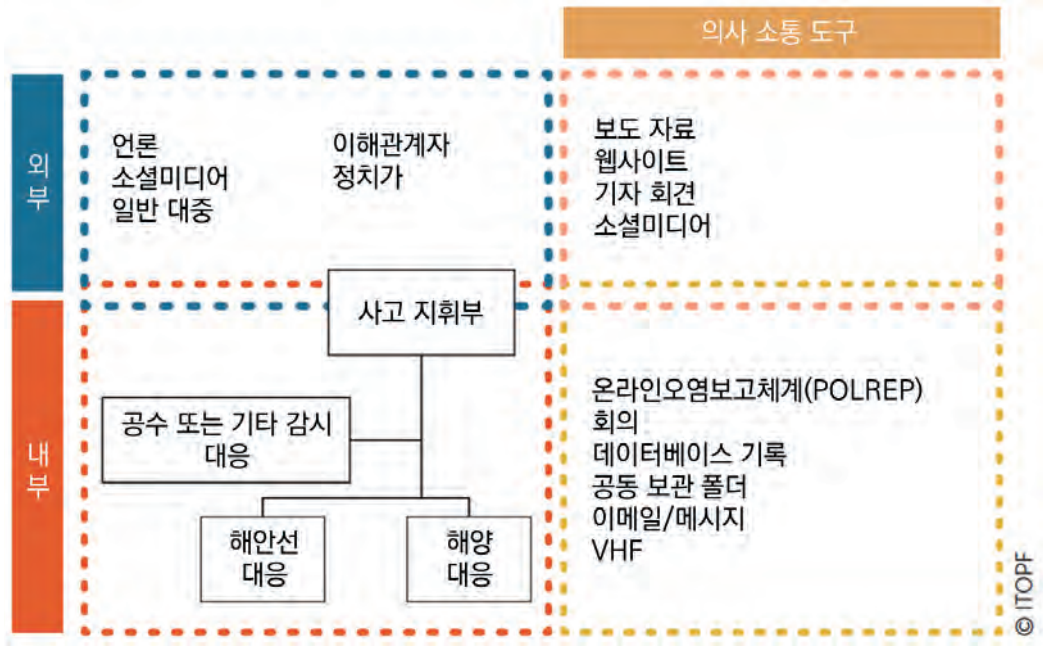 의사 소통 도구
외부
언론
소셜미디어
일반 대중
이해관계자
정치가
보도 자료
웹사이트
기자 회견
소셜미디어
내부
사고 지휘부
공수 또는 기타 감시
대응
해안선
대응
해양
대응
온라인오염보고체계(POLREP)
회의
데이터베이스 기록
공동 보관 폴더
이메일/메시지
VHF
© ITOPF